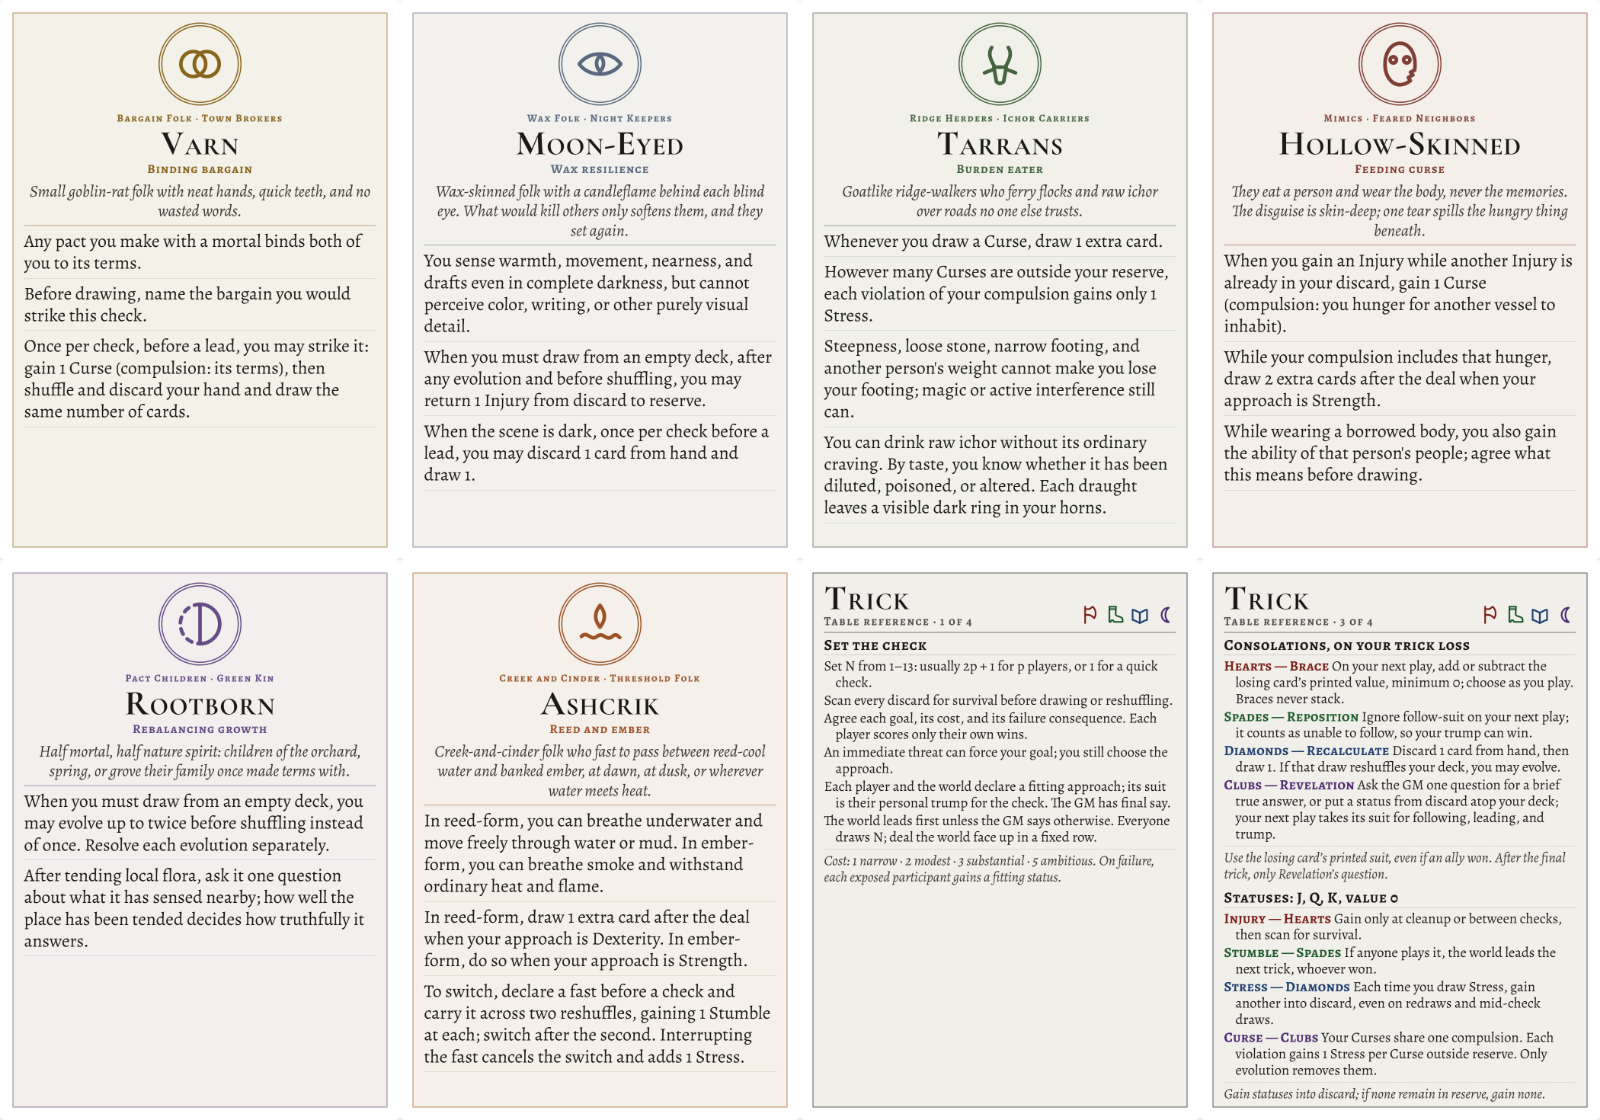 Bargain Folk · Town Brokers
Varn
Binding bargain
Small goblin-rat folk with neat hands, quick teeth, and no
wasted words.
Any pact you make with a mortal binds both of
you to its terms.
Before drawing, name the bargain you would
strike this check.
Once per check, before a lead, you may strike it:
gain 1 Curse (compulsion: its terms), then
shuffle and discard your hand and draw the
same number of cards.
Wax Folk · Night Keepers
Moon-Eyed
Wax resilience
Wax-skinned folk with a candleflame behind each blind
eye. What would kill others only softens them, and they
set again.
You sense warmth, movement, nearness, and
drafts even in complete darkness, but cannot
perceive color, writing, or other purely visual
detail.
When you must draw from an empty deck, after
any evolution and before shuffling, you may
return 1 Injury from discard to reserve.
When the scene is dark, once per check before a
lead, you may discard 1 card from hand and
draw 1.
Ridge Herders · Ichor Carriers
Tarrans
Burden eater
Goatlike ridge-walkers who ferry flocks and raw ichor
over roads no one else trusts.
Whenever you draw a Curse, draw 1 extra card.
However many Curses are outside your reserve,
each violation of your compulsion gains only 1
Stress.
Steepness, loose stone, narrow footing, and
another person's weight cannot make you lose
your footing; magic or active interference still
can.
You can drink raw ichor without its ordinary
craving. By taste, you know whether it has been
diluted, poisoned, or altered. Each draught
leaves a visible dark ring in your horns.
Mimics · Feared Neighbors
Hollow-Skinned
Feeding curse
They eat a person and wear the body, never the memories.
The disguise is skin-deep; one tear spills the hungry thing
beneath.
When you gain an Injury while another Injury is
already in your discard, gain 1 Curse
(compulsion: you hunger for another vessel to
inhabit).
While your compulsion includes that hunger,
draw 2 extra cards after the deal when your
approach is Strength.
While wearing a borrowed body, you also gain
the ability of that person's people; agree what
this means before drawing.
Pact Children · Green Kin
Rootborn
Rebalancing growth
Half mortal, half nature spirit: children of the orchard,
spring, or grove their family once made terms with.
When you must draw from an empty deck, you
may evolve up to twice before shuffling instead
of once. Resolve each evolution separately.
After tending local flora, ask it one question
about what it has sensed nearby; how well the
place has been tended decides how truthfully it
answers.
Creek and Cinder · Threshold Folk
Ashcrik
Reed and ember
Creek-and-cinder folk who fast to pass between reed-cool
water and banked ember, at dawn, at dusk, or wherever
water meets heat.
In reed-form, you can breathe underwater and
move freely through water or mud. In ember-
form, you can breathe smoke and withstand
ordinary heat and flame.
In reed-form, draw 1 extra card after the deal
when your approach is Dexterity. In ember-
form, do so when your approach is Strength.
To switch, declare a fast before a check and
carry it across two reshuffles, gaining 1 Stumble
at each; switch after the second. Interrupting
the fast cancels the switch and adds 1 Stress.
Trick
Table reference · 1 of 4
Set the check
Set N from 1–13: usually 2p + 1 for p players, or 1 for a quick
check.
Scan every discard for survival before drawing or reshuffling.
Agree each goal, its cost, and its failure consequence. Each
player scores only their own wins.
An immediate threat can force your goal; you still choose the
approach.
Each player and the world declare a fitting approach; its suit
is their personal trump for the check. The GM has final say.
The world leads first unless the GM says otherwise. Everyone
draws N; deal the world face up in a fixed row.
Cost: 1 narrow · 2 modest · 3 substantial · 5 ambitious. On failure,
each exposed participant gains a fitting status.
Trick
Table reference · 3 of 4
Consolations, on your trick loss
Hearts — Brace On your next play, add or subtract the
losing card's printed value, minimum 0; choose as you play.
Braces never stack.
Spades — Reposition Ignore follow-suit on your next play;
it counts as unable to follow, so your trump can win.
Diamonds — Recalculate Discard 1 card from hand, then
draw 1. If that draw reshuffles your deck, you may evolve.
Clubs — Revelation Ask the GM one question for a brief
true answer, or put a status from discard atop your deck;
your next play takes its suit for following, leading, and
trump.
Use the losing card's printed suit, even if an ally won. After the final
trick, only Revelation's question.
Statuses: J, Q, K, value 0
Injury — Hearts Gain only at cleanup or between checks,
then scan for survival.
Stumble — Spades If anyone plays it, the world leads the
next trick, whoever won.
Stress — Diamonds Each time you draw Stress, gain
another into discard, even on redraws and mid-check
draws.
Curse — Clubs Your Curses share one compulsion. Each
violation gains 1 Stress per Curse outside reserve. Only
evolution removes them.
Gain statuses into discard; if none remain in reserve, gain none.